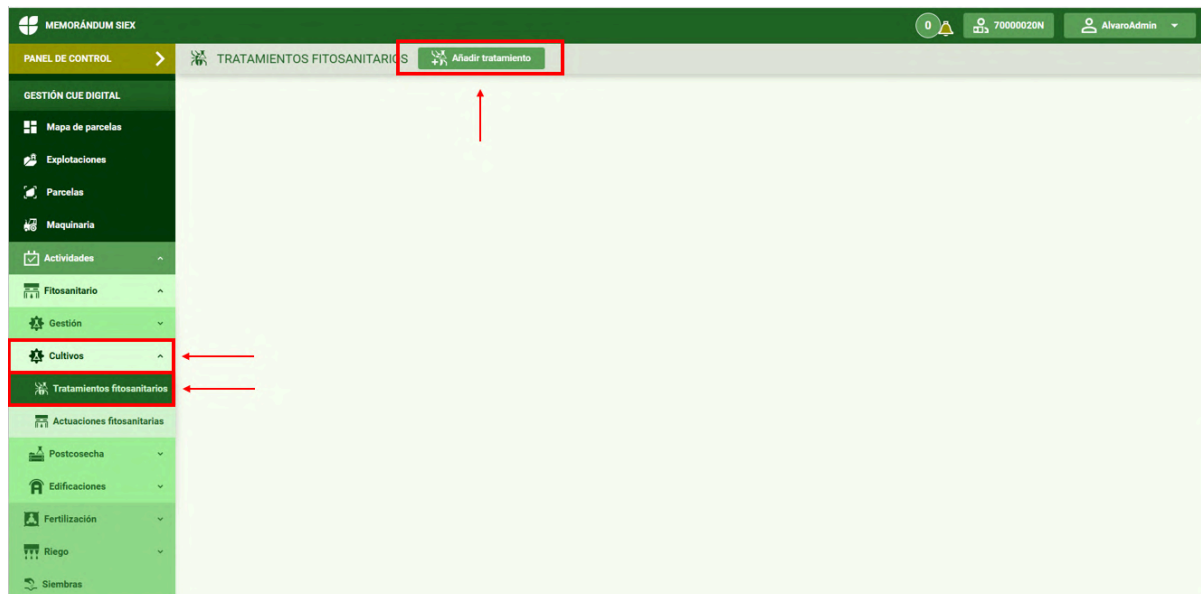 MEMORÁNDUM SIEX
0
70000020N
AlvaroAdmin
PANEL DE CONTROL
TRATAMIENTOS FITOSANITARIOS
Añadir tratamiento
GESTIÓN CUE DIGITAL
Mapa de parcelas
Explotaciones
Parcelas
Maquinaria
Actividades
Fitosanitario
Gestión
Cultivos
Tratamientos fitosanitarios
Actuaciones fitosanitarias
Postcosecha
Edificaciones
Fertilización
Riego
Siembras